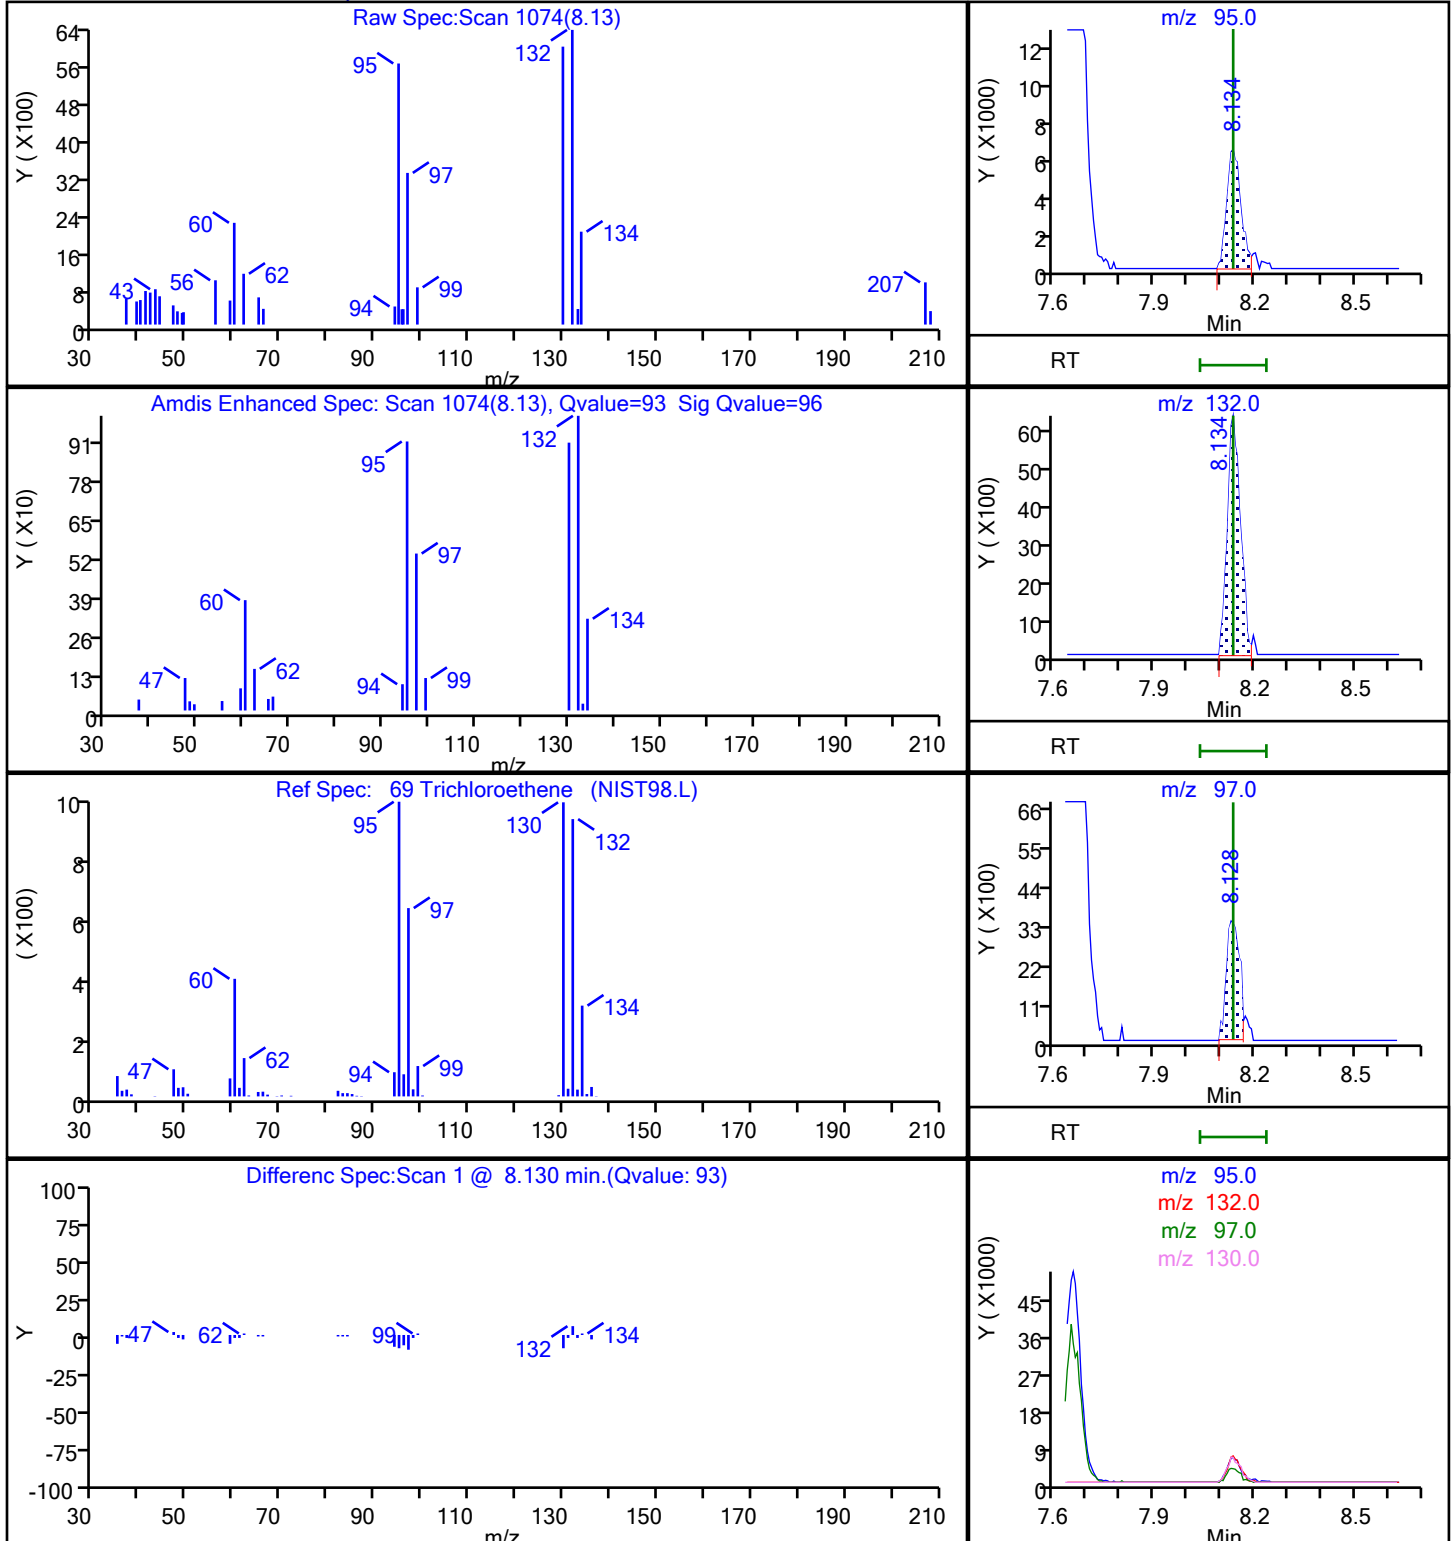 Raw Spec:Scan 1074(8.13)
Y ( X100)
64
56
48
40
32
24
16
8
0
43
56
60
62
94
95
97
99
132
134
207
30 50 70 90 110 130 150 170 190 210
m/z
m/z 95.0
Y ( X1000)
12
10
8
6
4
2
0
8.134
7.6 7.9 8.2 8.5
Min
RT
Amdis Enhanced Spec: Scan 1074(8.13), Qvalue=93 Sig Qvalue=96
Y ( X10)
91
78
65
52
39
26
13
0
47
60
62
94
95
97
99
132
134
30 50 70 90 110 130 150 170 190 210
m/z
m/z 132.0
Y ( X100)
60
50
40
30
20
10
0
8.134
7.6 7.9 8.2 8.5
Min
RT
Ref Spec: 69 Trichloroethene (NIST98.L)
( X100)
10
8
6
4
2
0
47
60
62
94
95
97
99
130
132
134
30 50 70 90 110 130 150 170 190 210
m/z 97.0
Y ( X100)
66
55
44
33
22
11
0
8.128
7.6 7.9 8.2 8.5
Min
RT
Differenc Spec:Scan 1 @ 8.130 min.(Qvalue: 93)
Y
100
75
50
25
0
-25
-50
-75
-100
47
62
99
132
134
30 50 70 90 110 130 150 170 190 210
m/z
m/z 95.0
m/z 132.0
m/z 97.0
m/z 130.0
Y ( X1000)
45
36
27
18
9
0
7.6 7.9 8.2 8.5
Min